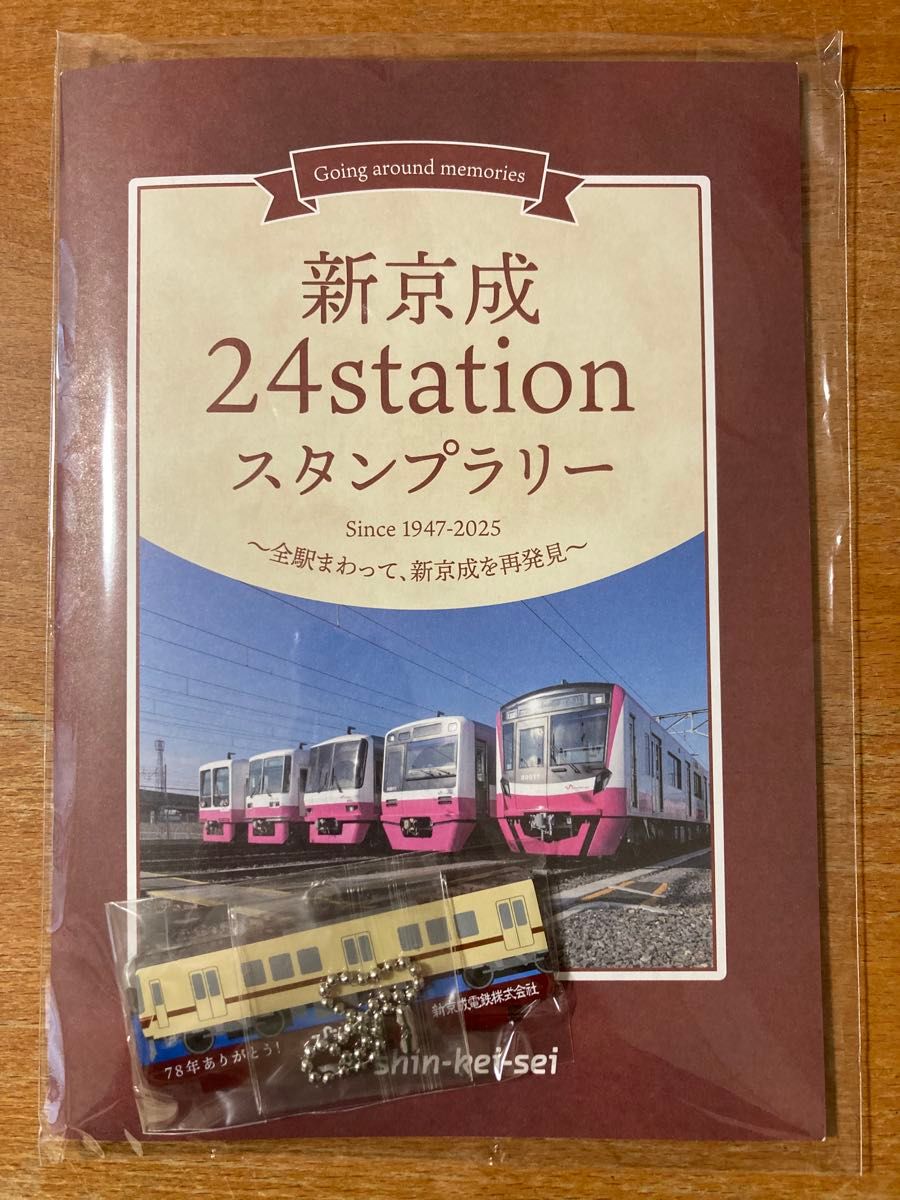 Going around memories
新京成
24station
スタンプラリー
Since 1947-2025
〜全駅まわって、新京成を再発見〜
新京成電鉄株式会社
78年ありがとう!
shin-kei-sei